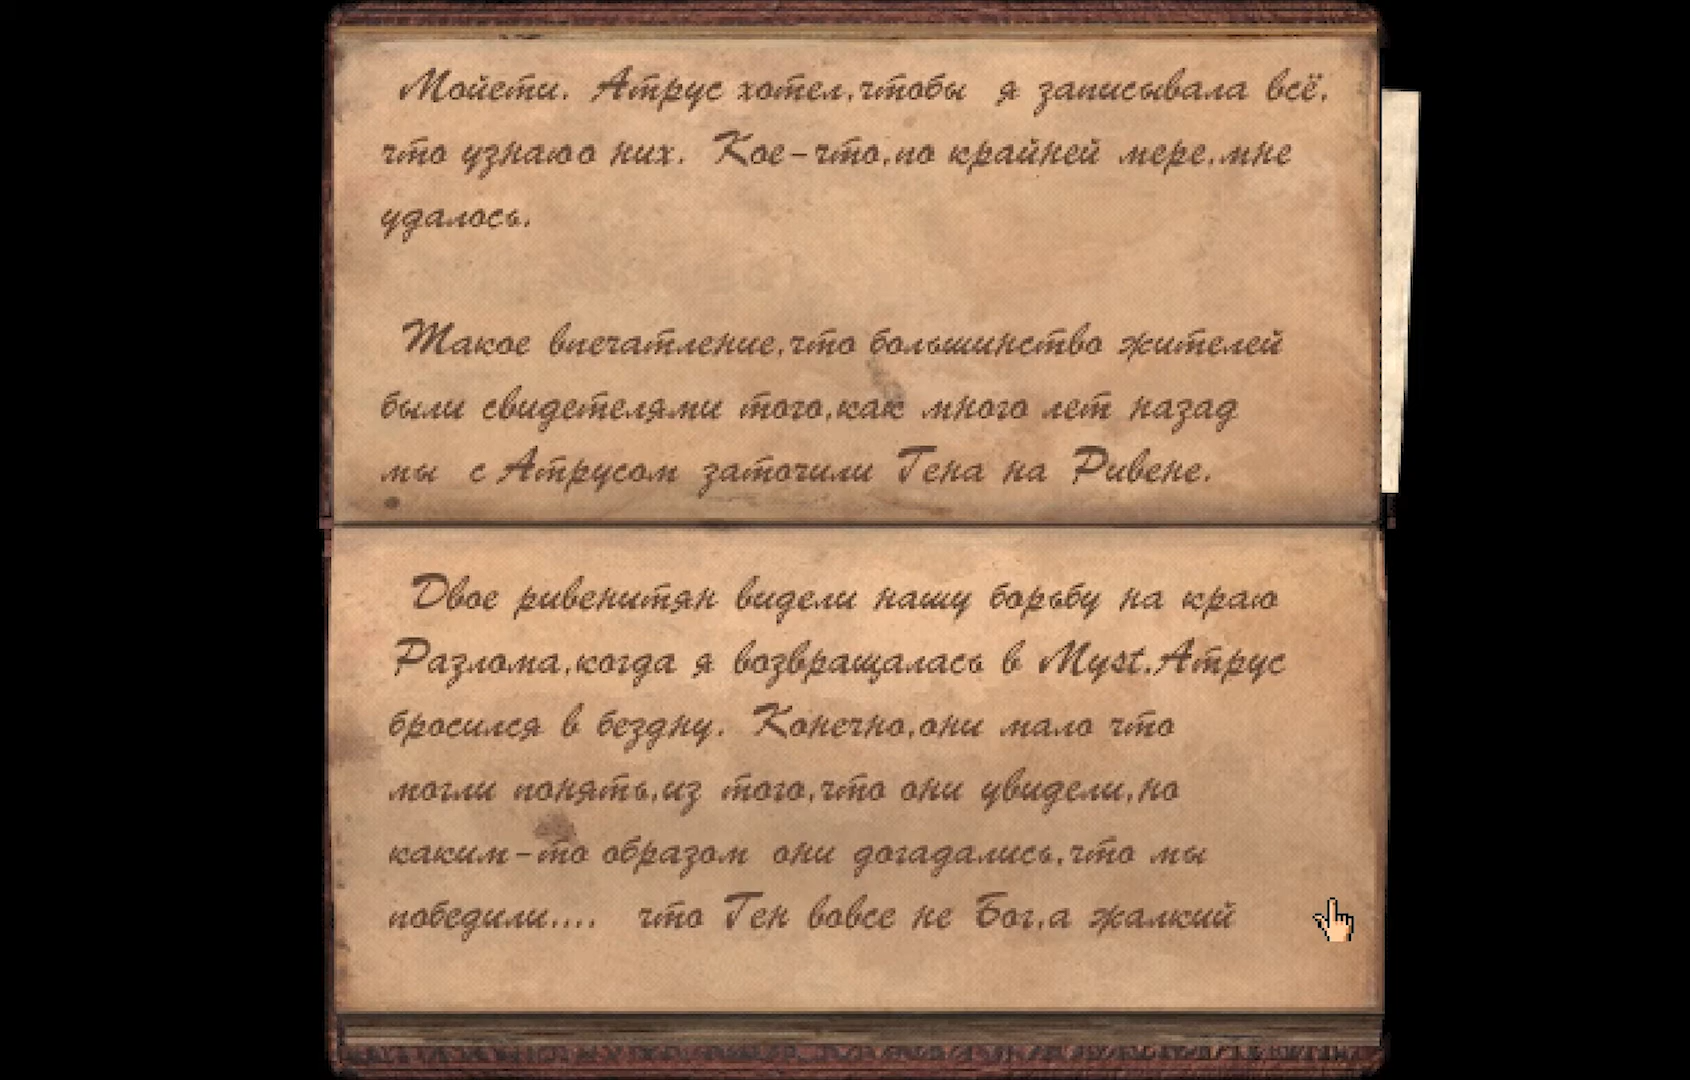 Мойети. Атрус хотел,чтобы я записывала всё,
что узнаюо них. Кое-что,по крайней мере,мне
удалось.
Такое впечатление,что большинство жителей
были свидетелями того,как много лет назад
мы с Атрусом заточили Гена на Ривене.
Двое ривенитян видели нашу борьбу на краю
Разлома,когда я возвращалась в Myst.Атрус
бросился в бездну. Конечно,они мало что
могли понять,из того,что они увидели,но
каким-то образом они догадались,что мы
победили.... что Ген вовсе не Бог,а жалкий